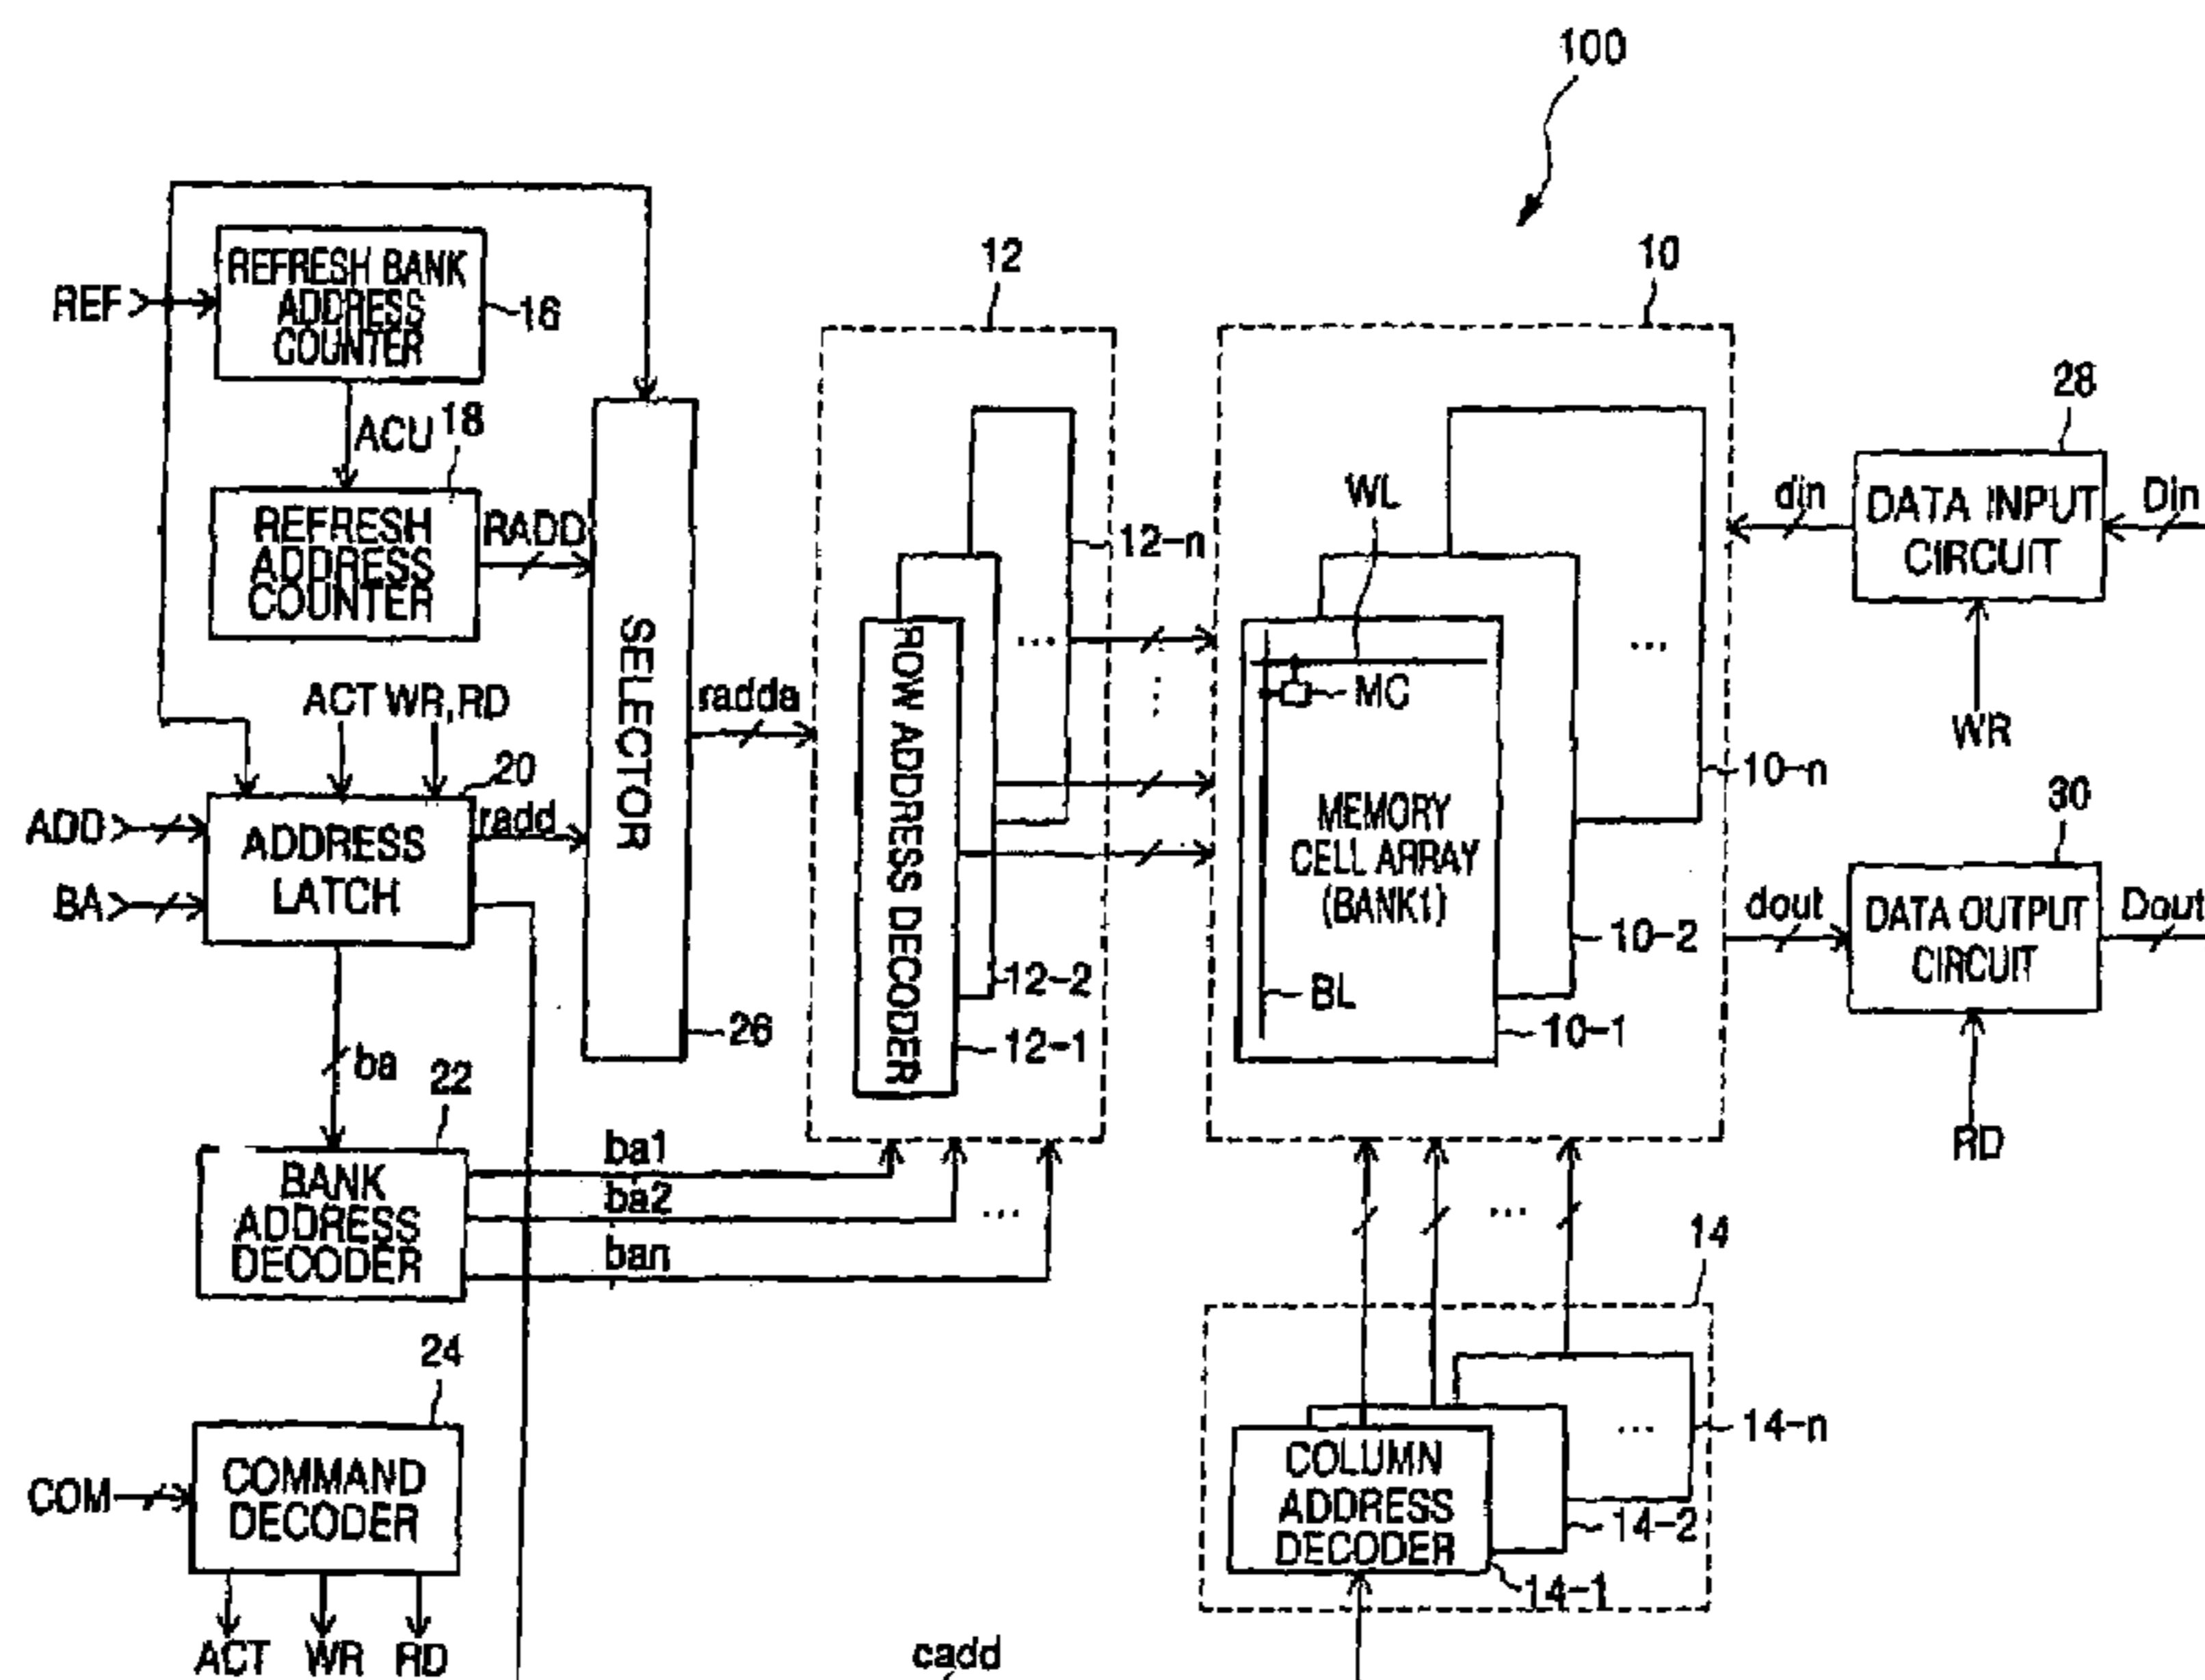 100
REFRESH BANK
ADDRESS
COUNTER
REF
16
12
10
ACU
18
28
REFRESH
ADDRESS
COUNTER
RADD
SELECTOR
WL
12-n
...
...
din
DATA INPUT
CIRCUIT
Din
WR
ACT
WR,RD
radda
ROW ADDRESS DECODER
MC
20
10-n
30
ADD
BA
ADDRESS
LATCH
radd
MEMORY
CELL ARRAY
(BANK1)
dout
DATA OUTPUT
CIRCUIT
Dout
10-2
12-2
BL
26
12-1
10-1
RD
ba
22
BANK
ADDRESS
DECODER
ba1
ba2
ban
...
...
14
24
COM
COMMAND
DECODER
COLUMN
ADDRESS
DECODER
...
14-n
14-2
14-1
ACT
WR
RD
cadd